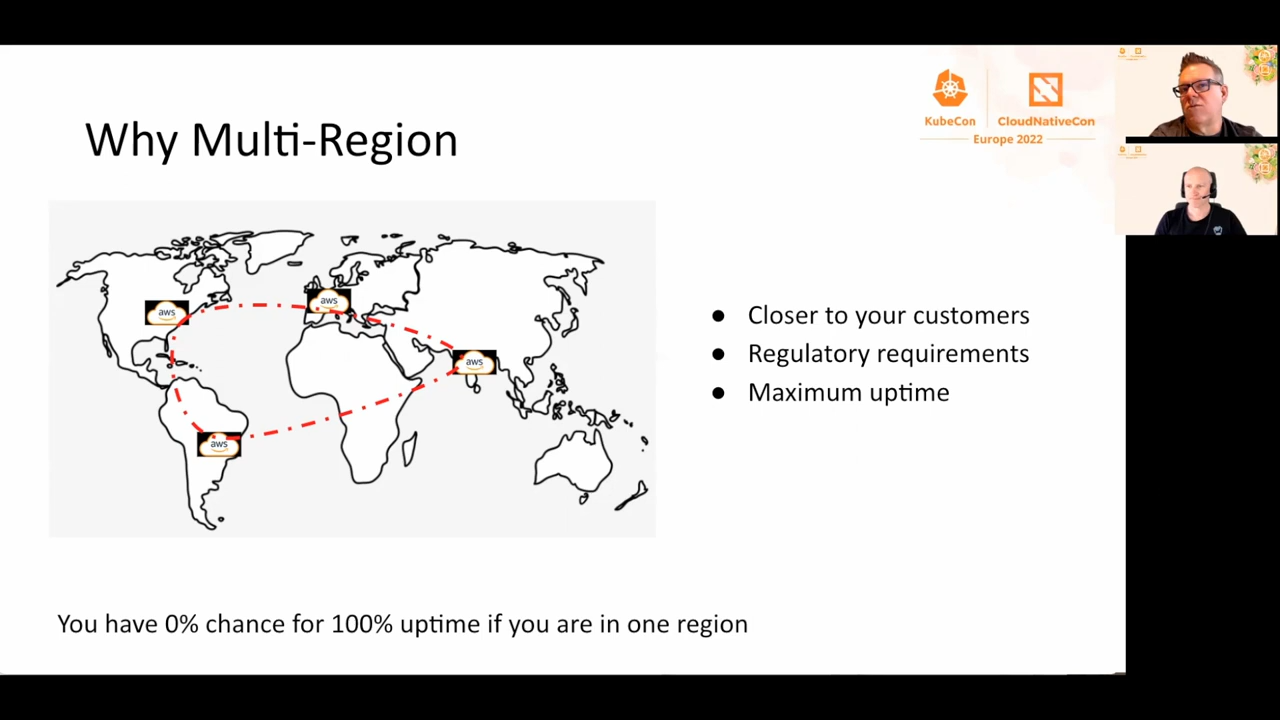 Why Multi-Region
KubeCon
CloudNativeCon
Europe 2022
aws
aws
aws
aws
● Closer to your customers
● Regulatory requirements
● Maximum uptime
You have 0% chance for 100% uptime if you are in one region